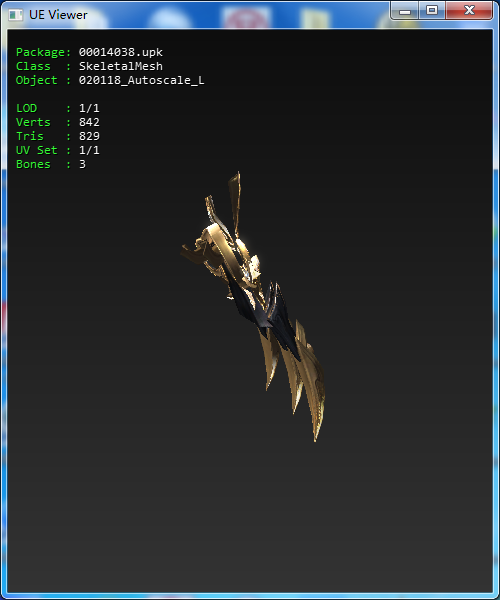 UE Viewer
Package: 00014038.upk
Class : SkeletalMesh
Object : 020118_Autoscale_L
LOD : 1/1
Verts : 842
Tris : 829
UV Set : 1/1
Bones : 3